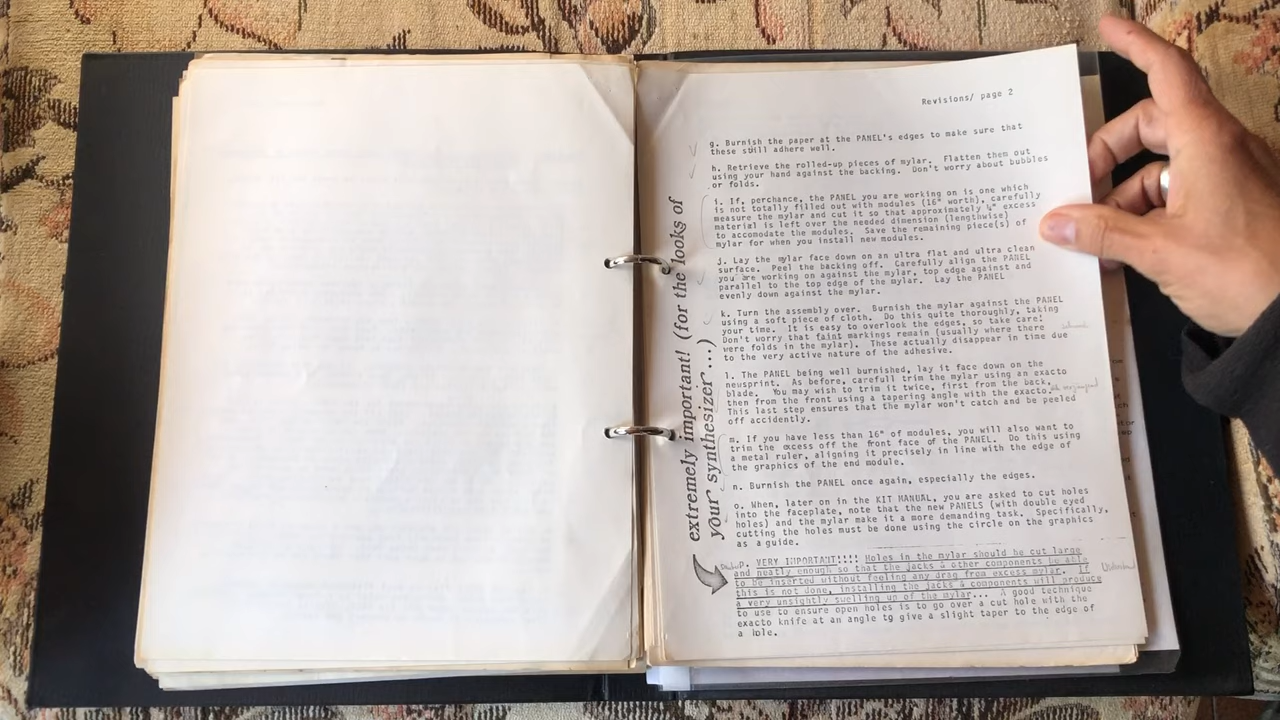 Revisions/ page 2
g. Burnish the paper at the PANEL's edges to make sure that
these still adhere well.
h. Retrieve the rolled-up pieces of mylar. Flatten them out
using your hand against the backing. Don't worry about bubbles
or folds.
i. If, perchance, the PANEL you are working on is one which
is not totally filled out with modules (16" worth), carefully
measure the mylar and cut it so that approximately ¼" excess
material is left over the needed dimension (lengthwise)
to accomodate the modules. Save the remaining piece(s) of
mylar for when you install new modules.
j. Lay the mylar face down on an ultra flat and ultra clean
surface. Peel the backing off. Carefully align the PANEL
you are working on against the mylar, top edge against and
parallel to the top edge of the mylar. Lay the PANEL
evenly down against the mylar.
k. Turn the assembly over. Burnish the mylar against the PANEL
using a soft piece of cloth. Do this quite thoroughly, taking
your time. It is easy to overlook the edges, so take care!
Don't worry that faint markings remain (usually where there
were folds in the mylar). These actually disappear in time due
to the very active nature of the adhesive.
l. The PANEL being well burnished, lay it face down on the
newsprint. As before, carefull trim the mylar using an exacto
blade. You may wish to trim it twice, first from the back,
then from the front using a tapering angle with the exacto.
This last step ensures that the mylar won't catch and be peeled
off accidently.
m. If you have less than 16" of modules, you will also want to
trim the excess off the front face of the PANEL. Do this using
a metal ruler, aligning it precisely in line with the edge of
the graphics of the end module.
n. Burnish the PANEL once again, especially the edges.
o. When, later on in the KIT MANUAL, you are asked to cut holes
into the faceplate, note that the new PANELS (with double eyed
holes) and the mylar make it a more demanding task. Specifically,
cutting the holes must be done using the circle on the graphics
as a guide.
p. VERY IMPORTANT!!!! Holes in the mylar should be cut large
and neatly enough so that the jacks & other components be able
to be inserted without feeling any drag from excess mylar. If
this is not done, installing the jacks & components will produce
a very unsightly swelling up of the mylar... A good technique
to use to ensure open holes is to go over a cut hole with the
exacto knife at an angle to give a slight taper to the edge of
a hole.
extremely important! (for the looks of
your synthesizer...)